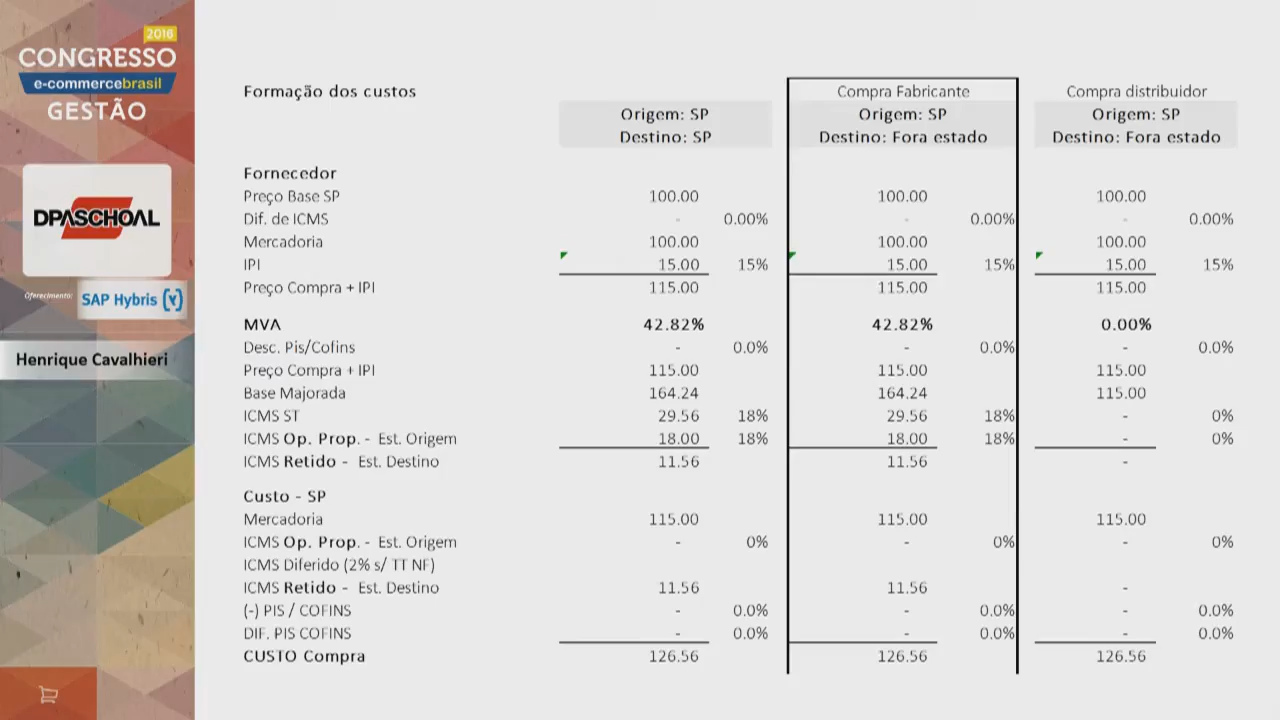 2016
CONGRESSO
e-commercebrasil
GESTÃO
DPASCHOAL
Oferecimento:
SAP Hybris (Y)
Henrique Cavalhieri
Formação dos custos Compra Fabricante Compra distribuidor
Origem: SP Origem: SP Origem: SP
Destino: SP Destino: Fora estado Destino: Fora estado
Fornecedor
Preço Base SP 100.00 100.00 100.00
Dif. de ICMS - 0.00% - 0.00% - 0.00%
Mercadoria 100.00 100.00 100.00
IPI 15.00 15% 15.00 15% 15.00 15%
Preço Compra + IPI 115.00 115.00 115.00
MVA 42.82% 42.82% 0.00%
Desc. Pis/Cofins - 0.0% - 0.0% - 0.0%
Preço Compra + IPI 115.00 115.00 115.00
Base Majorada 164.24 164.24 115.00
ICMS ST 29.56 18% 29.56 18% - 0%
ICMS Op. Prop. - Est. Origem 18.00 18% 18.00 18% - 0%
ICMS Retido - Est. Destino 11.56 11.56 -
Custo - SP
Mercadoria 115.00 115.00 115.00
ICMS Op. Prop. - Est. Origem - 0% - 0% - 0%
ICMS Diferido (2% s/ TT NF)
ICMS Retido - Est. Destino 11.56 11.56 -
(-) PIS / COFINS - 0.0% - 0.0% - 0.0%
DIF. PIS COFINS - 0.0% - 0.0% - 0.0%
CUSTO Compra 126.56 126.56 126.56